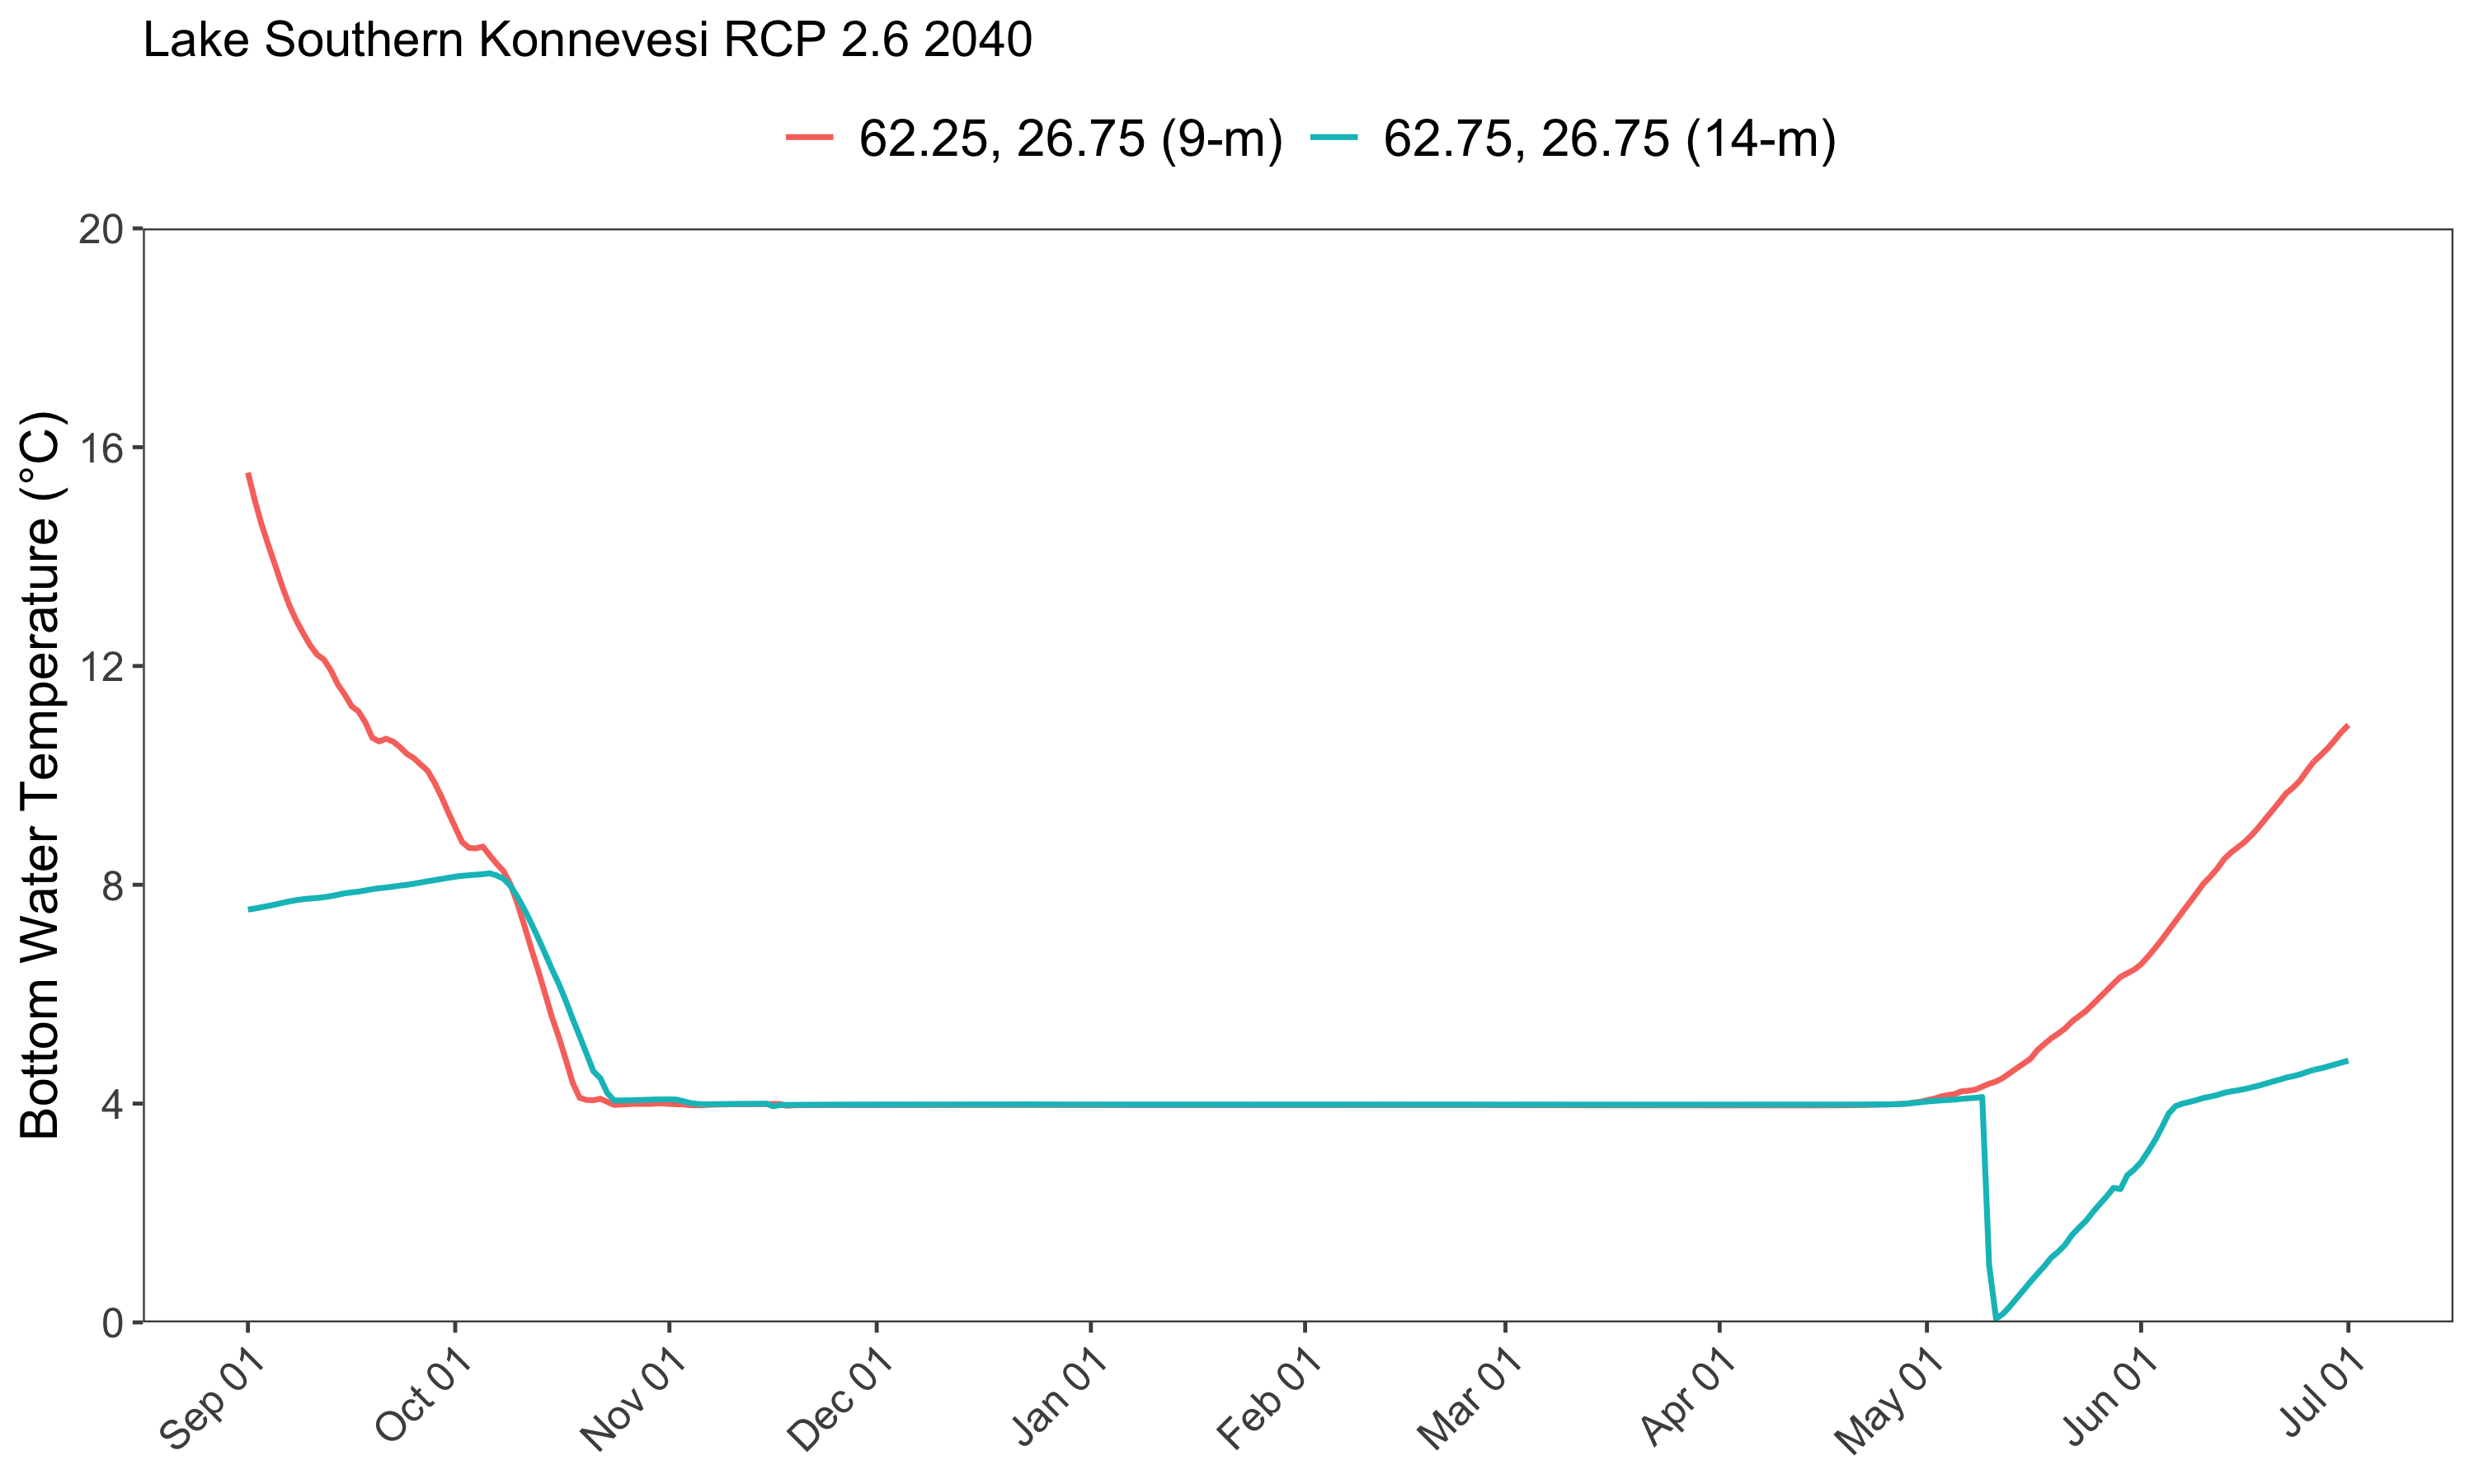 Lake Southern Konnevesi RCP 2.6 2040
62.25, 26.75 (9-m) 62.75, 26.75 (14-m)
Bottom Water Temperature (°C)
20
16
12
8
4
0
Sep 01 Oct 01 Nov 01 Dec 01 Jan 01 Feb 01 Mar 01 Apr 01 May 01 Jun 01 Jul 01